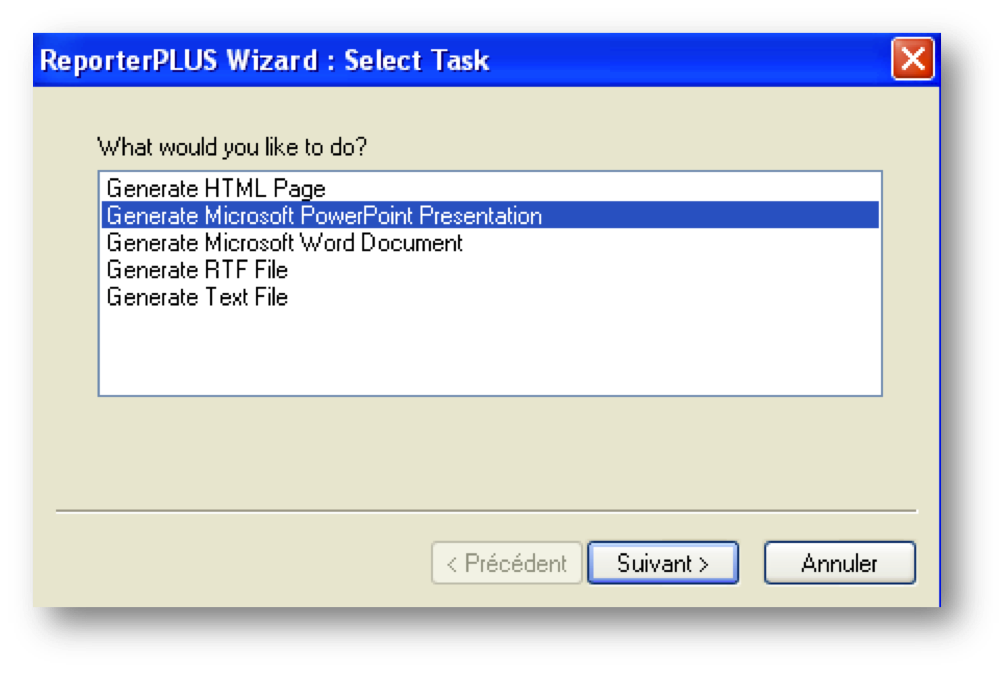 ReporterPLUS Wizard : Select Task
What would you like to do?
Generate HTML Page
Generate Microsoft PowerPoint Presentation
Generate Microsoft Word Document
Generate RTF File
Generate Text File
< Précédent Suivant > Annuler